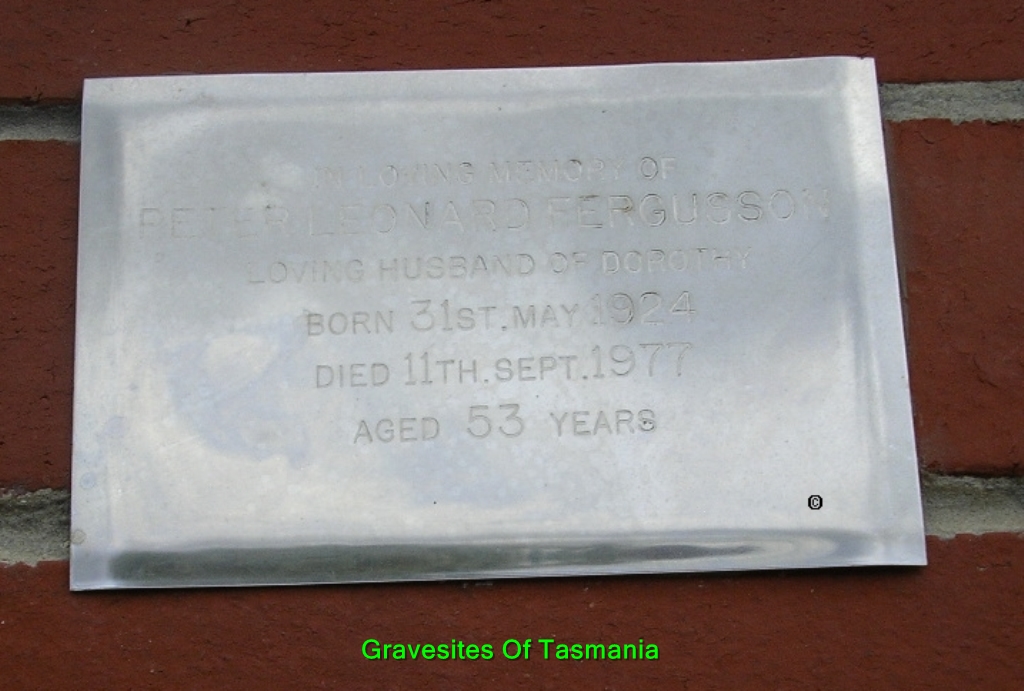 IN LOVING MEMORY OF
PETER LEONARD FERGUSSON
LOVING HUSBAND OF DOROTHY
BORN 31ST. MAY 1924
DIED 11TH. SEPT. 1977
AGED 53 YEARS
©
Gravesites Of Tasmania